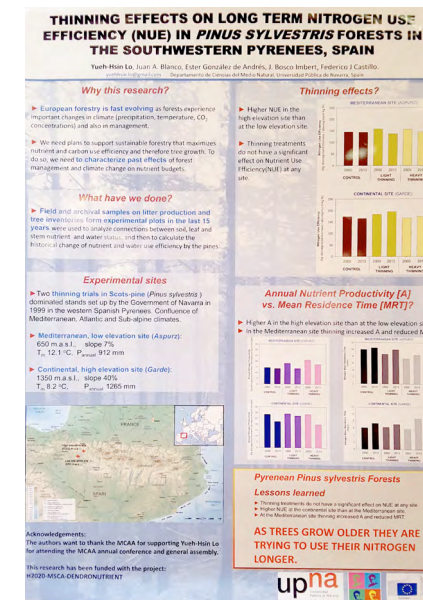 THINNING EFFECTS ON LONG TERM NITROGEN USE
EFFICIENCY (NUE) IN PINUS SYLVESTRIS FORESTS IN
THE SOUTHWESTERN PYRENEES, SPAIN
Yueh-Hsin Lo, Juan A. Blanco, Ester González de Andrés, J. Bosco Imbert, Federico J Castillo.
Departamento de Ciencias del Medio Natural, Universidad Pública de Navarra, Spain
Why this research?
► European forestry is fast evolving as forests experience
important changes in climate (precipitation, temperature, CO2
concentrations) and also in management.
► We need plans to support sustainable forestry that maximizes
nutrient and carbon use efficiency and therefore tree growth. To
do so, we need to characterize past effects of forest
management and climate change on nutrient budgets.
What have we done?
► Field and archival samples on litter production and
tree inventories form experimental plots in the last 15
years were used to analyze connections between soil, leaf and
stem nutrient and water status, and then to calculate the
historical change of nutrient and water use efficiency by the pines.
Experimental sites
► Two thinning trials in Scots-pine (Pinus sylvestris )
dominated stands set up by the Government of Navarra in
1999 in the western Spanish Pyrenees. Confluence of
Mediterranean, Atlantic and Sub-alpine climates.
► Mediterranean, low elevation site (Aspurz):
650 m.a.s.l., slope 7%
Tm 12.1 ºC, Pannual 912 mm
► Continental, high elevation site (Garde):
1350 m.a.s.l., slope 40%
Tm 8.2 ºC, Pannual 1265 mm
FRANCE
SPAIN
Acknowledgements:
The authors want to thank the MCAA for supporting Yueh-Hsin Lo
for attending the MCAA annual conference and general assembly.
This research has been funded with the project:
H2020-MSCA-DENDRONUTRIENT
Thinning effects?
► Higher NUE in the
high elevation site than
at the low elevation site.
► Thinning treatments
do not have a significant
effect on Nutrient Use
Efficiency(NUE) at any
site.
MEDITERRANEAN SITE
CONTROL LIGHT THINNING HEAVY
CONTINENTAL SITE (GARDE)
CONTROL LIGHT THINNING HEAVY
Annual Nutrient Productivity [A]
vs. Mean Residence Time [MRT]?
► Higher A in the high elevation site than at the low elevation
► In the Mediterranean site thinning increased A and reduced
Pyrenean Pinus sylvestris Forests
Lessons learned
► Thinning treatments do not have a significant effect on NUE at any site.
► Higher NUE at the continental site than at the Mediterranean site.
► At the Mediterranean site thinning increased A and reduced MRT.
AS TREES GROW OLDER THEY ARE
TRYING TO USE THEIR NITROGEN
LONGER.
upna